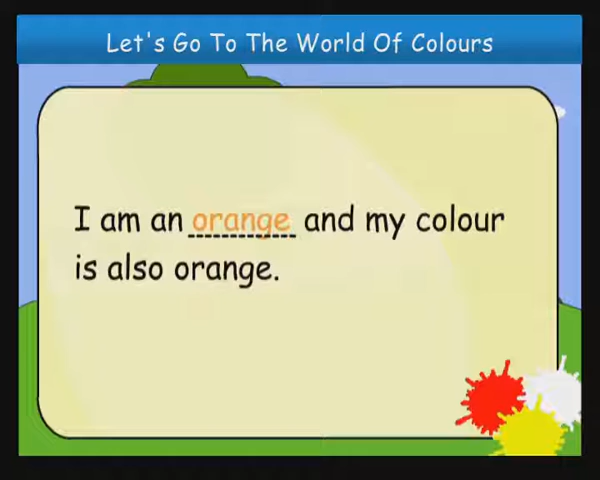 Let's Go To The World Of Colours
I am an orange and my colour
is also orange.